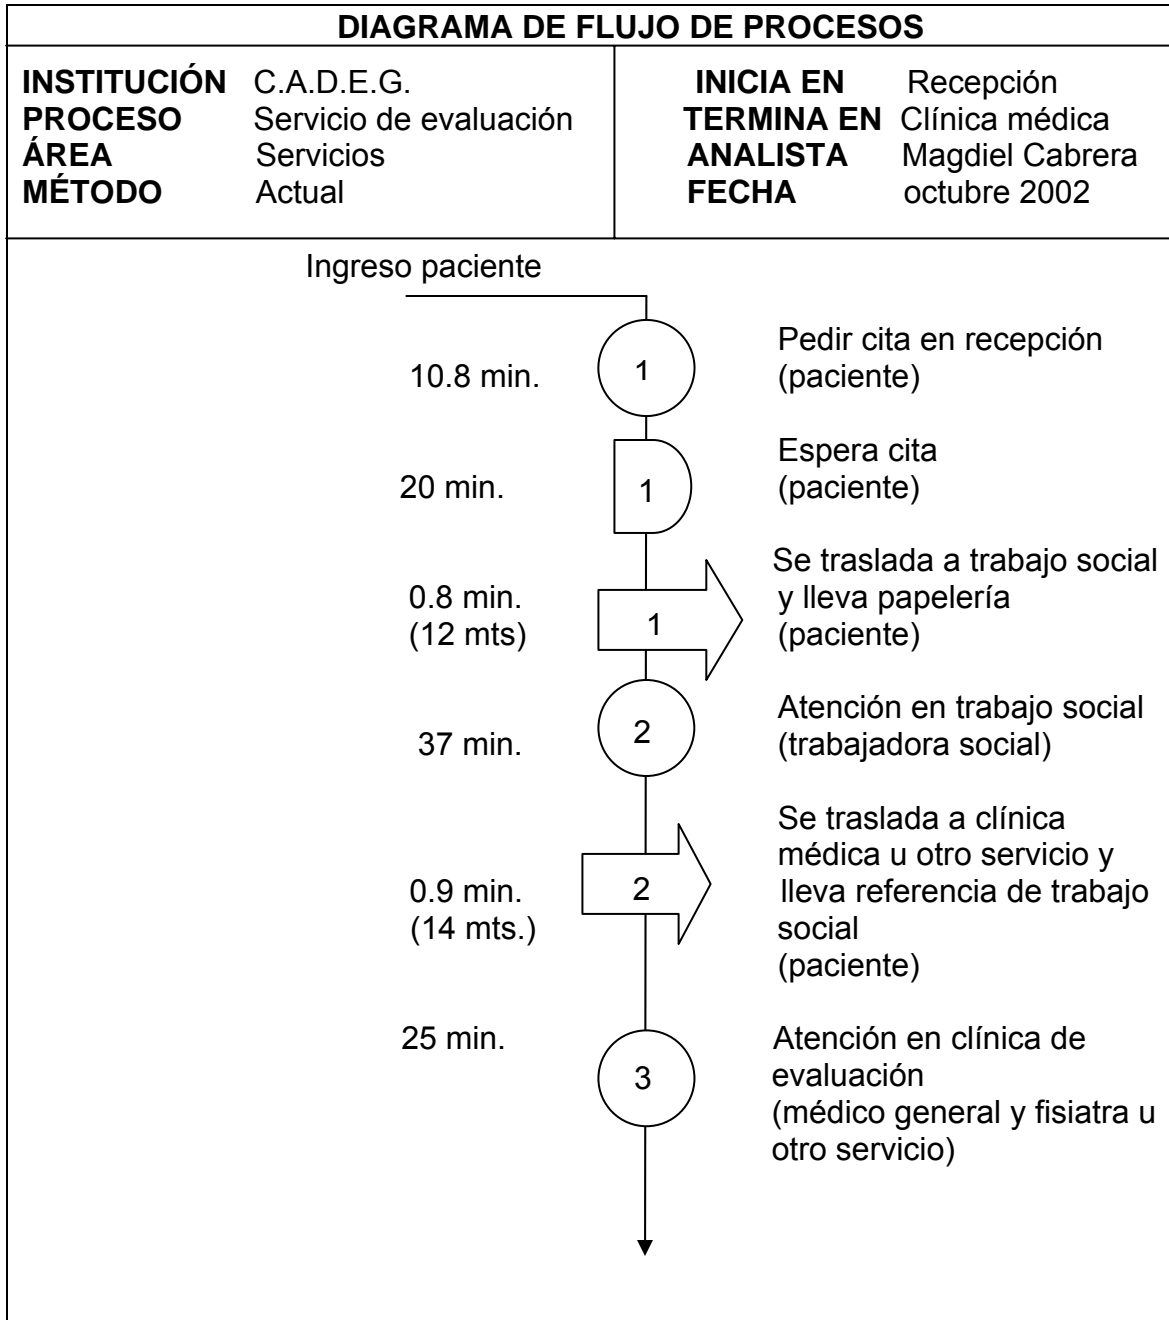 DIAGRAMA DE FLUJO DE PROCESOS
INSTITUCIÓN C.A.D.E.G.
PROCESO Servicio de evaluación
ÁREA Servicios
MÉTODO Actual
INICIA EN Recepción
TERMINA EN Clínica médica
ANALISTA Magdiel Cabrera
FECHA octubre 2002
Ingreso paciente
10.8 min.
1
Pedir cita en recepción
(paciente)
20 min.
1
Espera cita
(paciente)
0.8 min.
(12 mts)
1
Se traslada a trabajo social
y lleva papelería
(paciente)
37 min.
2
Atención en trabajo social
(trabajadora social)
0.9 min.
(14 mts.)
2
Se traslada a clínica
médica u otro servicio y
lleva referencia de trabajo
social
(paciente)
25 min.
3
Atención en clínica de
evaluación
(médico general y fisiatra u
otro servicio)